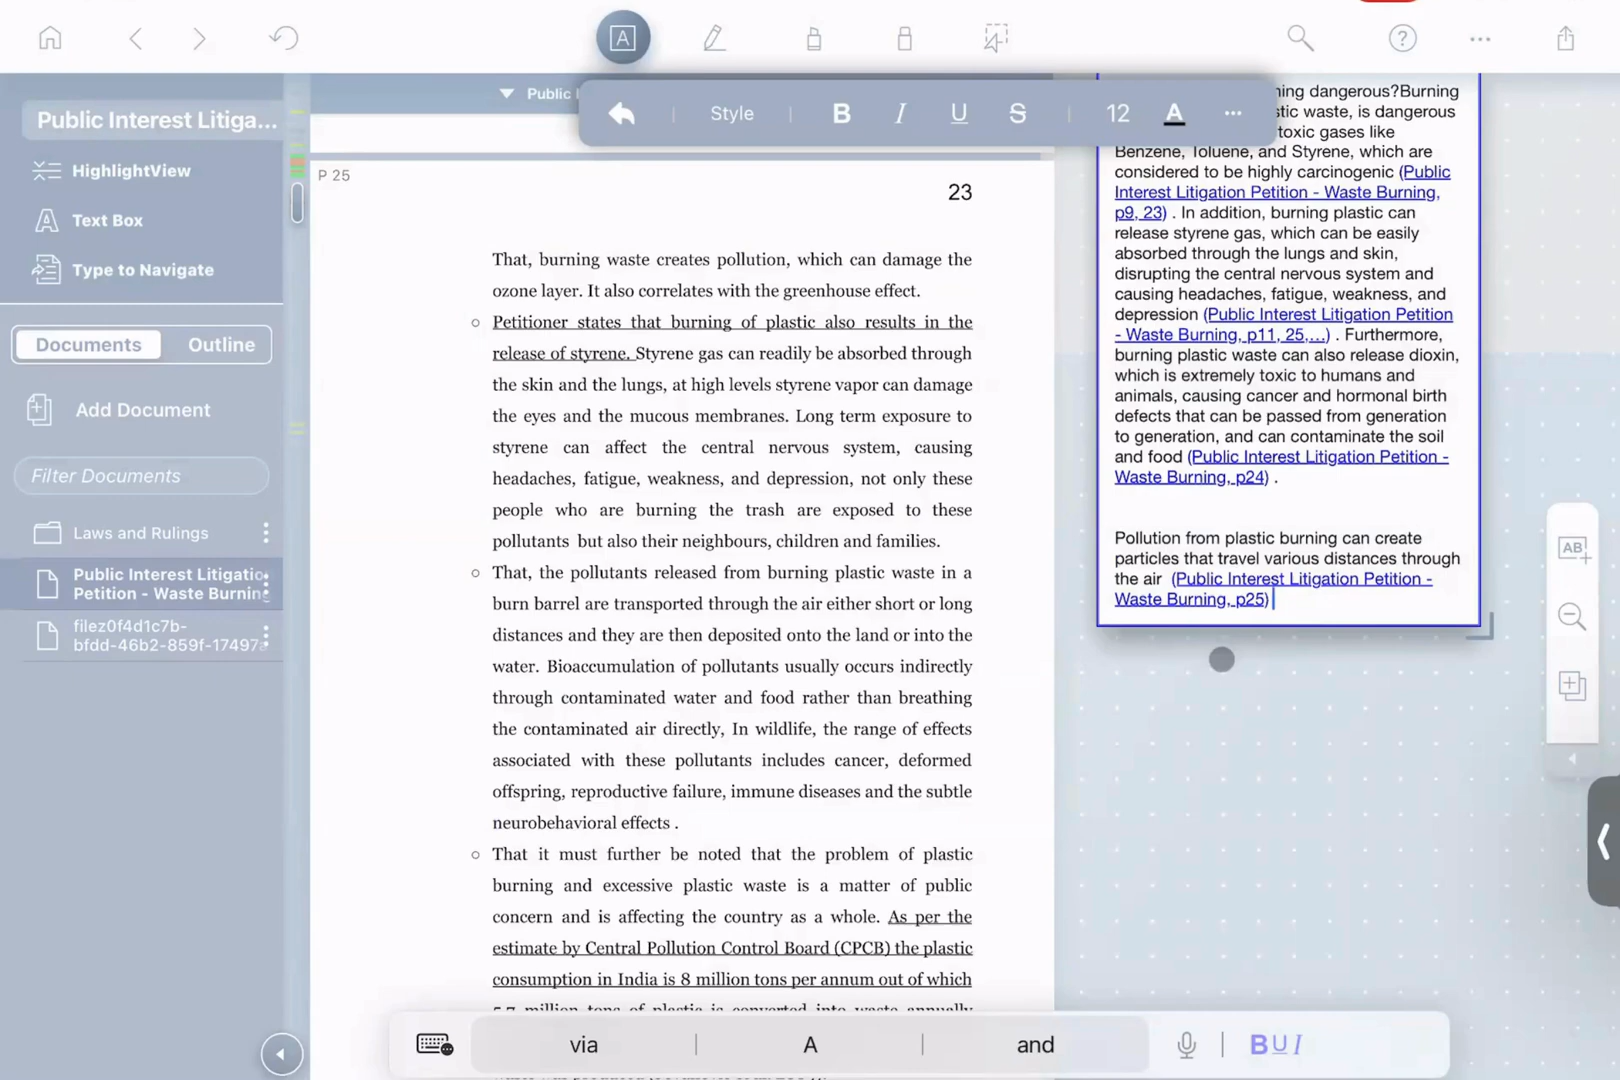 A
Style
B
I
U
S
12
A
Public Interest Litiga...
HighlightView
Text Box
Type to Navigate
Documents
Outline
Add Document
Filter Documents
Laws and Rulings
Public Interest Litigatio
Petition - Waste Burnin
filez0f4d1c7b-
bfdd-46b2-859f-17497
Public I
P 25
23
That, burning waste creates pollution, which can damage the
ozone layer. It also correlates with the greenhouse effect.
Petitioner states that burning of plastic also results in the
release of styrene. Styrene gas can readily be absorbed through
the skin and the lungs, at high levels styrene vapor can damage
the eyes and the mucous membranes. Long term exposure to
styrene can affect the central nervous system, causing
headaches, fatigue, weakness, and depression, not only these
people who are burning the trash are exposed to these
pollutants but also their neighbours, children and families.
That, the pollutants released from burning plastic waste in a
burn barrel are transported through the air either short or long
distances and they are then deposited onto the land or into the
water. Bioaccumulation of pollutants usually occurs indirectly
through contaminated water and food rather than breathing
the contaminated air directly, In wildlife, the range of effects
associated with these pollutants includes cancer, deformed
offspring, reproductive failure, immune diseases and the subtle
neurobehavioral effects .
That it must further be noted that the problem of plastic
burning and excessive plastic waste is a matter of public
concern and is affecting the country as a whole. As per the
estimate by Central Pollution Control Board (CPCB) the plastic
consumption in India is 8 million tons per annum out of which
5.7 million tons of plastic is converted into waste annually
ning dangerous?Burning
stic waste, is dangerous
toxic gases like
Benzene, Toluene, and Styrene, which are
considered to be highly carcinogenic (Public
Interest Litigation Petition - Waste Burning,
p9, 23) . In addition, burning plastic can
release styrene gas, which can be easily
absorbed through the lungs and skin,
disrupting the central nervous system and
causing headaches, fatigue, weakness, and
depression (Public Interest Litigation Petition
- Waste Burning, p11, 25,...) . Furthermore,
burning plastic waste can also release dioxin,
which is extremely toxic to humans and
animals, causing cancer and hormonal birth
defects that can be passed from generation
to generation, and can contaminate the soil
and food (Public Interest Litigation Petition -
Waste Burning, p24) .
Pollution from plastic burning can create
particles that travel various distances through
the air (Public Interest Litigation Petition -
Waste Burning, p25)
AB
via
A
and
BUI